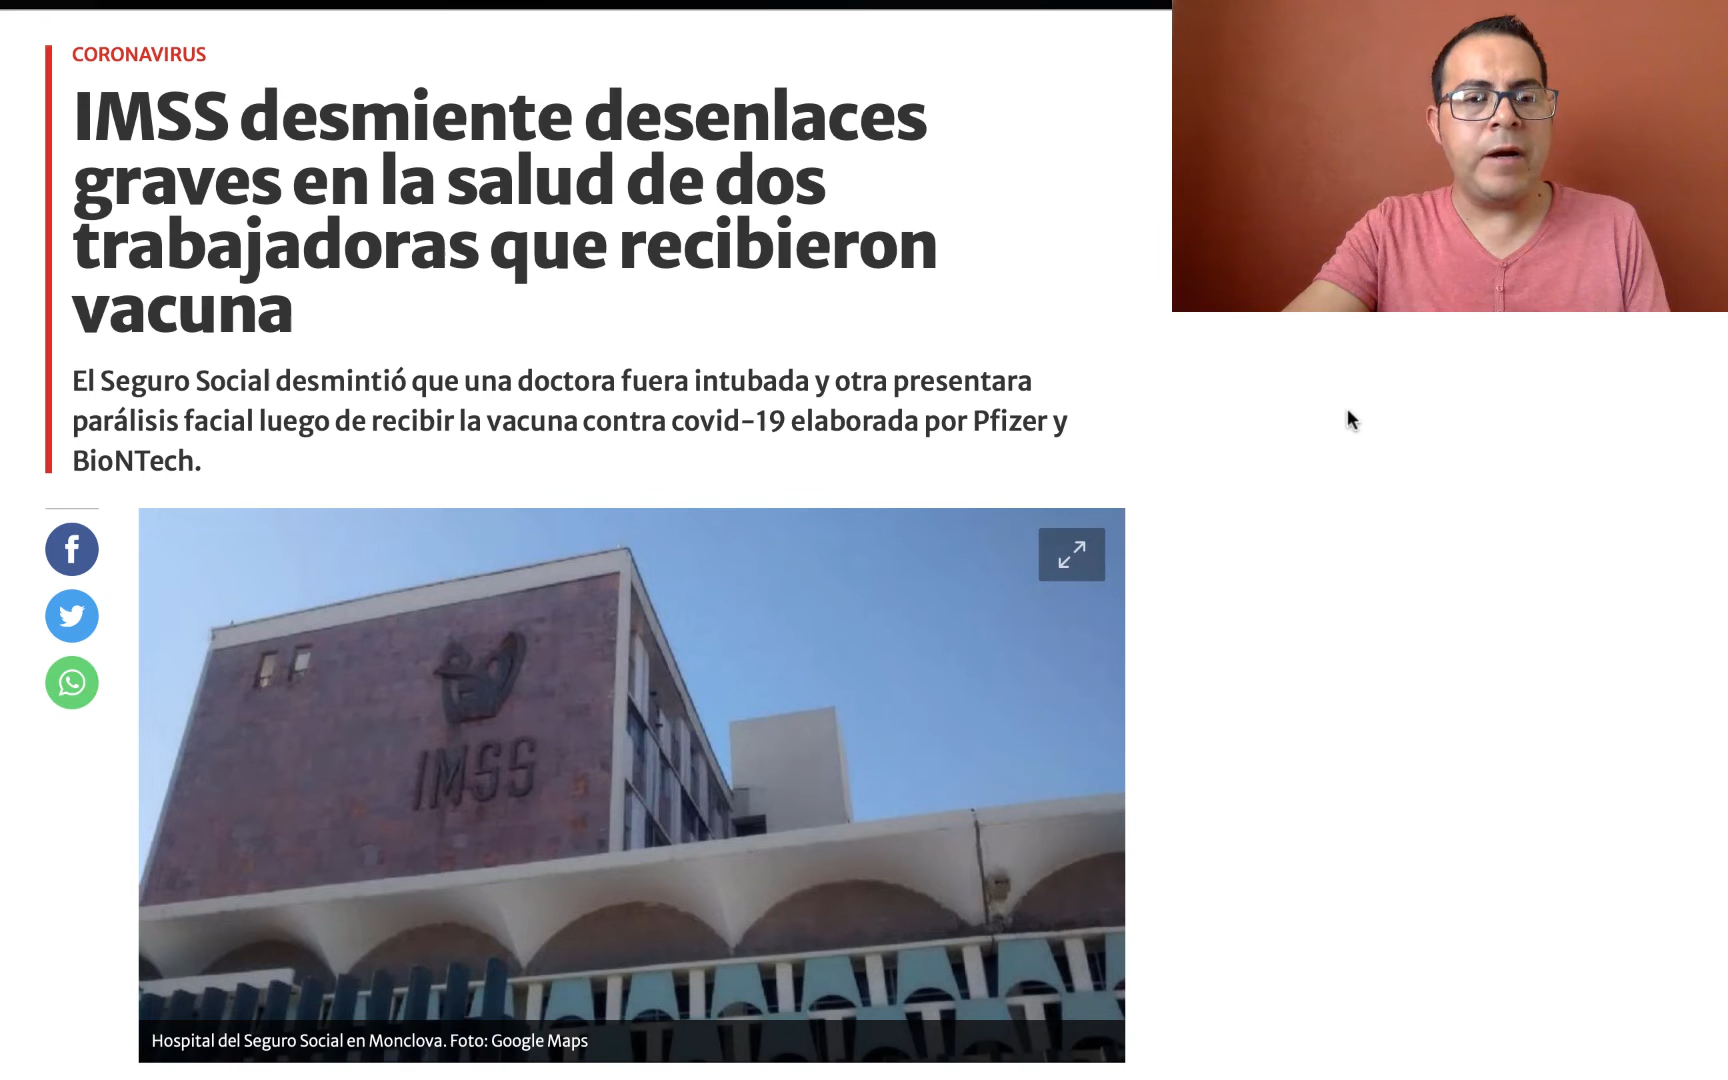 CORONAVIRUS
IMSS desmiente desenlaces
graves en la salud de dos
trabajadoras que recibieron
vacuna
El Seguro Social desmintió que una doctora fuera intubada y otra presentara
parálisis facial luego de recibir la vacuna contra covid-19 elaborada por Pfizer y
BioNTech.
IMSS
Hospital del Seguro Social en Monclova. Foto: Google Maps